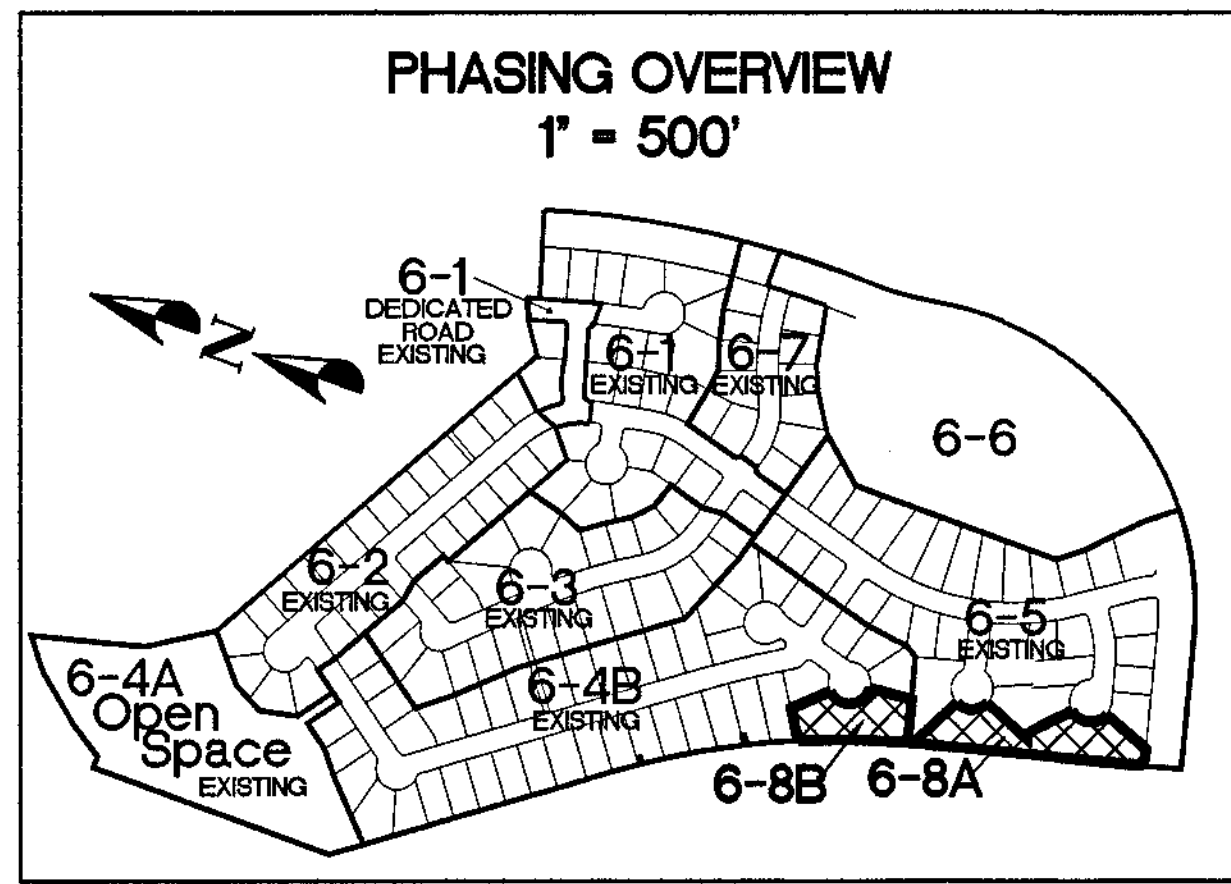 PHASING OVERVIEW
1" = 500'
6-1
DEDICATED
ROAD
EXISTING
N
6-1
EXISTING
6-7
EXISTING
6-6
6-2
EXISTING
6-3
EXISTING
6-5
EXISTING
6-4A
Open
Space
EXISTING
6-4B
EXISTING
6-8B
6-8A